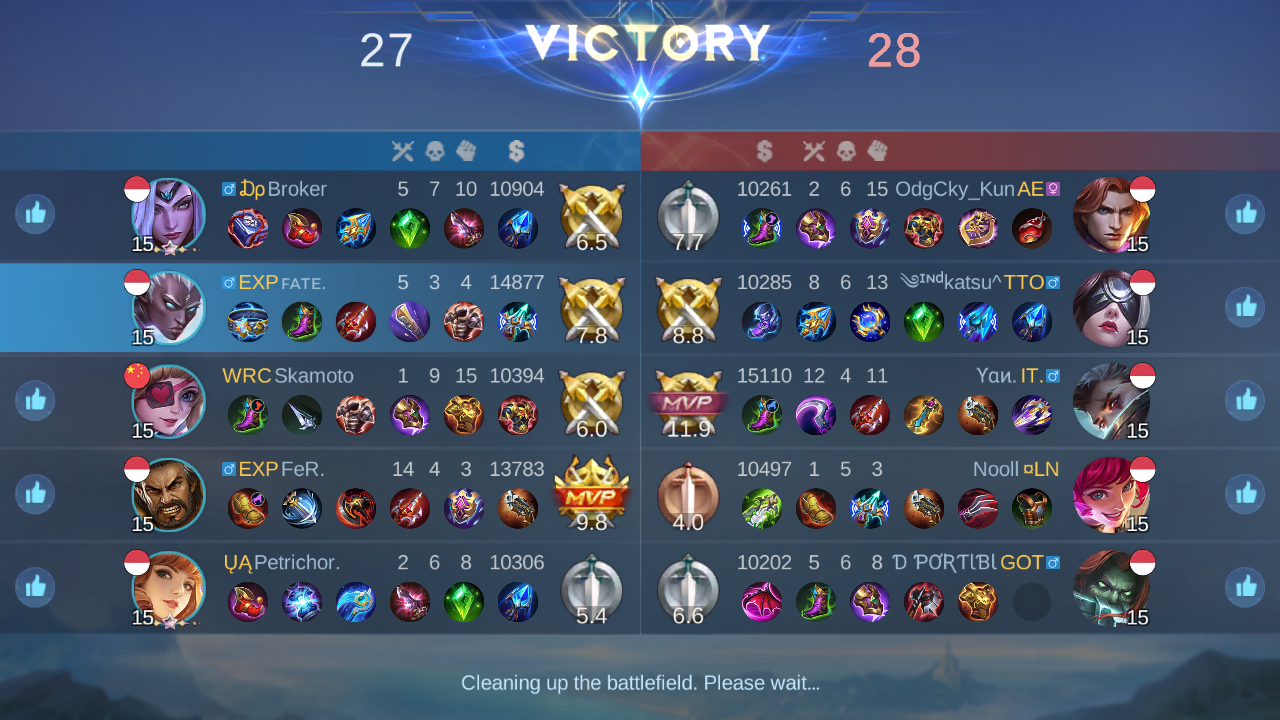 27 VICTORY 28
Broker 5 7 10 10904
15 6.5
10261 2 6 15 OdgCky_Kun AE
7.7 15
EXP FATE. 5 3 4 14877
15 7.8
10285 8 6 13 ༄ᴵᴺᵈkatsu^ TTO
8.8 15
WRC Skamoto 1 9 15 10394
15 6.0
15110 12 4 11 Yαи. IT.
MVP 11.9 15
EXP FeR. 14 4 3 13783
15 MVP 9.8
10497 1 5 3 Nooll ¤LN
4.0 15
ŲĄ Petrichor. 2 6 8 10306
15 5.4
10202 5 6 8 GOT
6.6 15
Cleaning up the battlefield. Please wait...